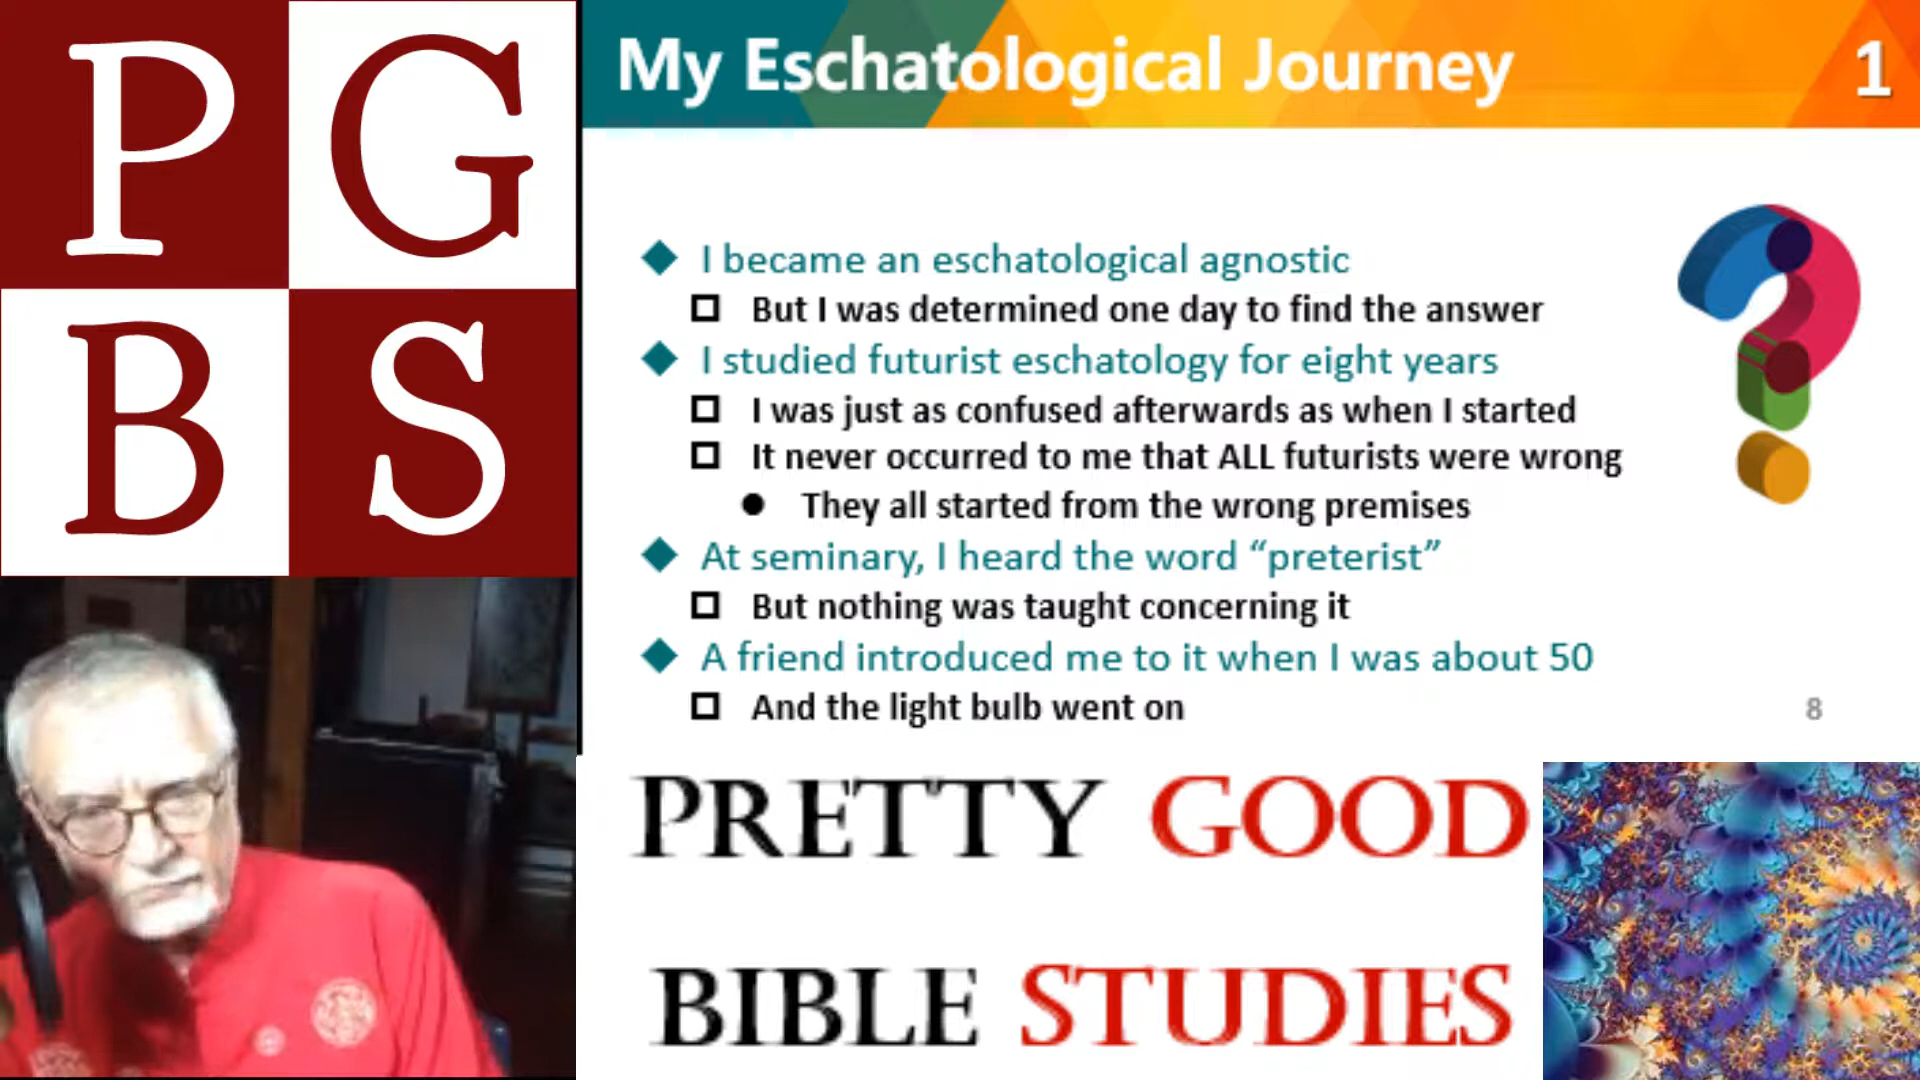 P G
B S
My Eschatological Journey 1
I became an eschatological agnostic
But I was determined one day to find the answer
I studied futurist eschatology for eight years
I was just as confused afterwards as when I started
It never occurred to me that ALL futurists were wrong
They all started from the wrong premises
At seminary, I heard the word “preterist”
But nothing was taught concerning it
A friend introduced me to it when I was about 50
And the light bulb went on
8
PRETTY GOOD
BIBLE STUDIES